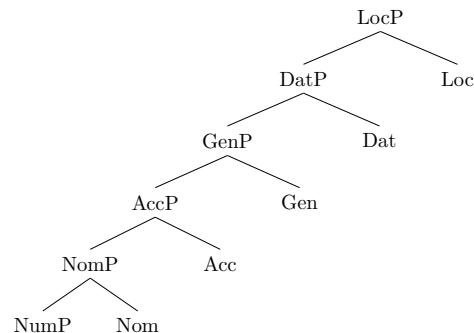 LocP
DatP Loc
GenP Dat
AccP Gen
NomP Acc
NumP Nom